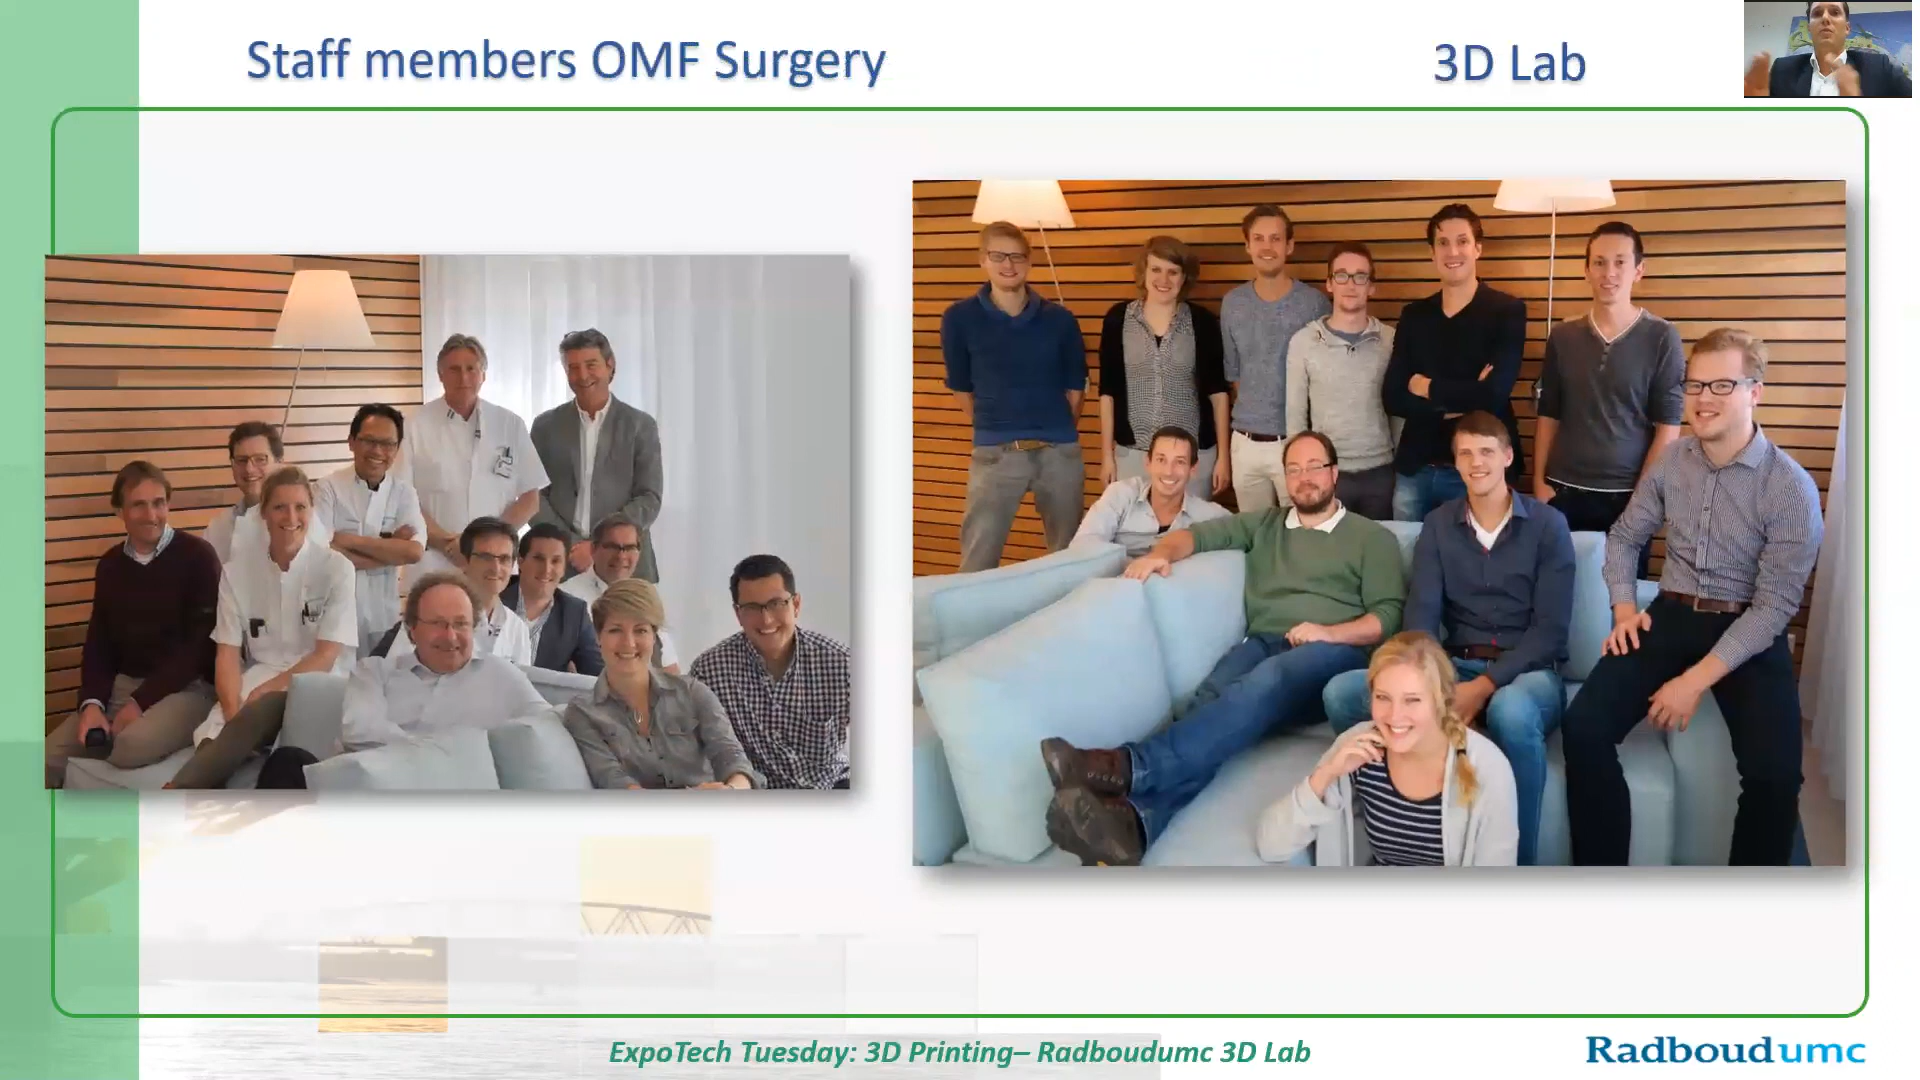 Staff members OMF Surgery
3D Lab
ExpoTech Tuesday: 3D Printing– Radboudumc 3D Lab
Radboudumc